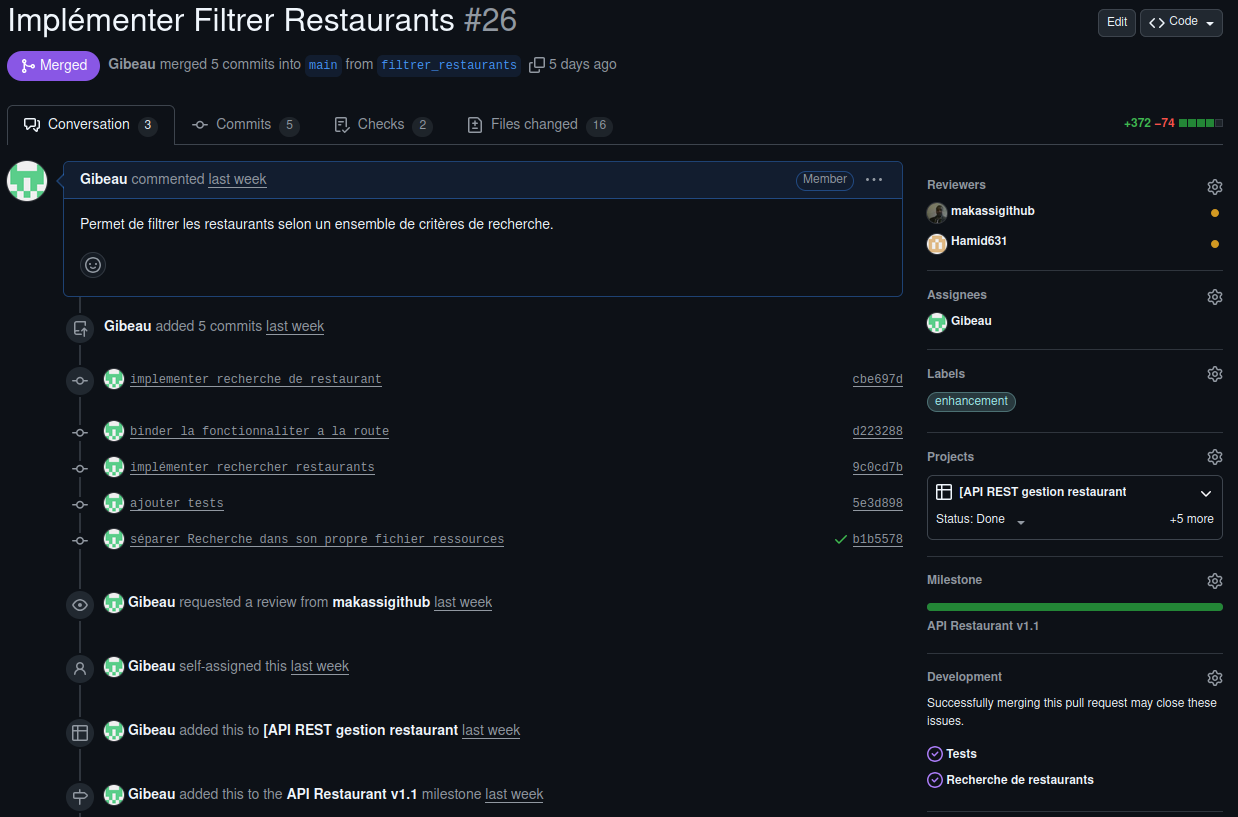 Implémenter Filtrer Restaurants #26
Edit
Code
Merged
Gibeau merged 5 commits into main from filtrer_restaurants 5 days ago
Conversation 3
Commits 5
Checks 2
Files changed 16
+372 −74
Gibeau commented last week
Member
Permet de filtrer les restaurants selon un ensemble de critères de recherche.
Gibeau added 5 commits last week
implementer recherche de restaurant cbe697d
binder la fonctionnaliter a la route d223288
implémenter rechercher restaurants 9c0cd7b
ajouter tests 5e3d898
séparer Recherche dans son propre fichier ressources b1b5578
Gibeau requested a review from makassigithub last week
Gibeau self-assigned this last week
Gibeau added this to [API REST gestion restaurant last week
Gibeau added this to the API Restaurant v1.1 milestone last week
Reviewers
makassigithub
Hamid631
Assignees
Gibeau
Labels
enhancement
Projects
[API REST gestion restaurant
Status: Done
+5 more
Milestone
API Restaurant v1.1
Development
Successfully merging this pull request may close these
issues.
Tests
Recherche de restaurants